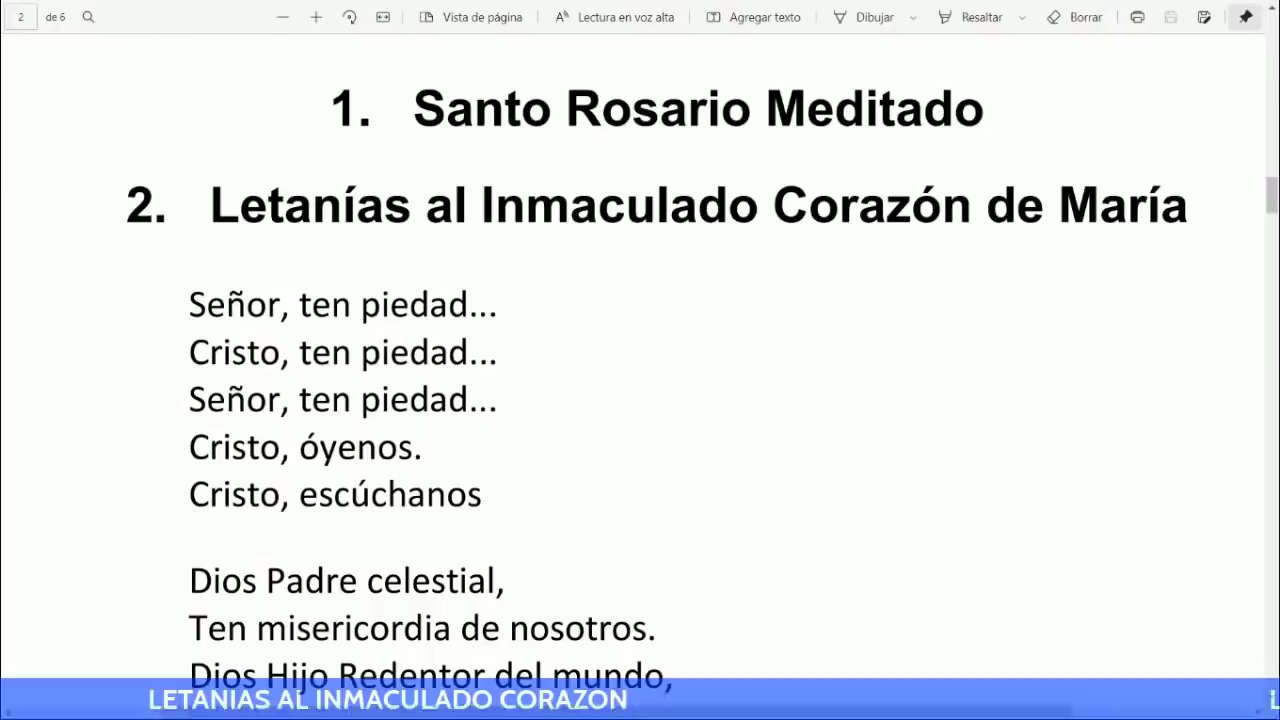 2 de 6 Vista de página Lectura en voz alta Agregar texto Dibujar Resaltar Borrar
1. Santo Rosario Meditado
2. Letanías al Inmaculado Corazón de María
Señor, ten piedad...
Cristo, ten piedad...
Señor, ten piedad...
Cristo, óyenos.
Cristo, escúchanos
Dios Padre celestial,
Ten misericordia de nosotros.
Dios Hijo Redentor del mundo,
LETANIAS AL INMACULADO CORAZON